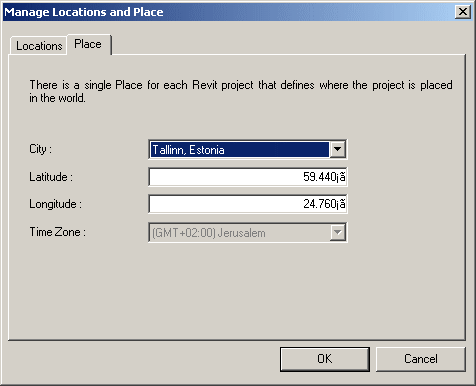 Manage Locations and Place
Locations
Place
There is a single Place for each Revit project that defines where the project is placed
in the world.
City :
Tallinn, Estonia
Latitude :
59.440¡ã
Longitude :
24.760¡ã
Time Zone :
(GMT+02:00) Jerusalem
OK
Cancel